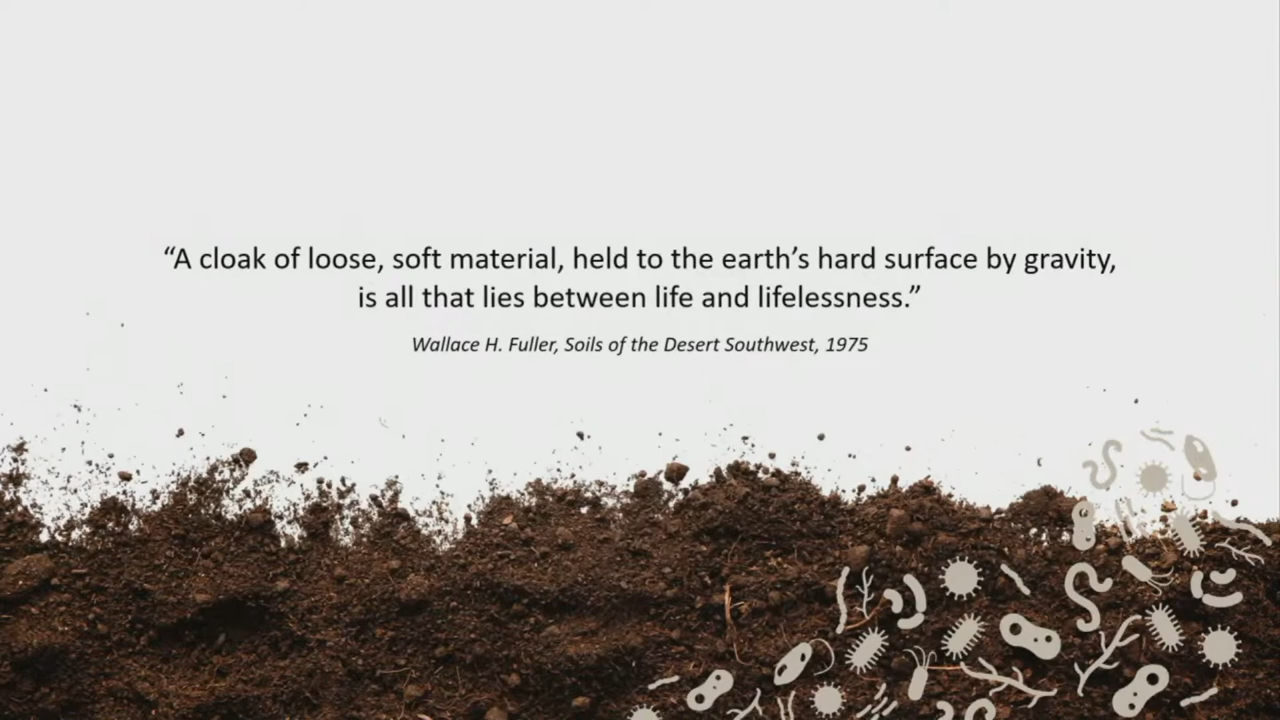 “A cloak of loose, soft material, held to the earth’s hard surface by gravity,
is all that lies between life and lifelessness.”
Wallace H. Fuller, Soils of the Desert Southwest, 1975